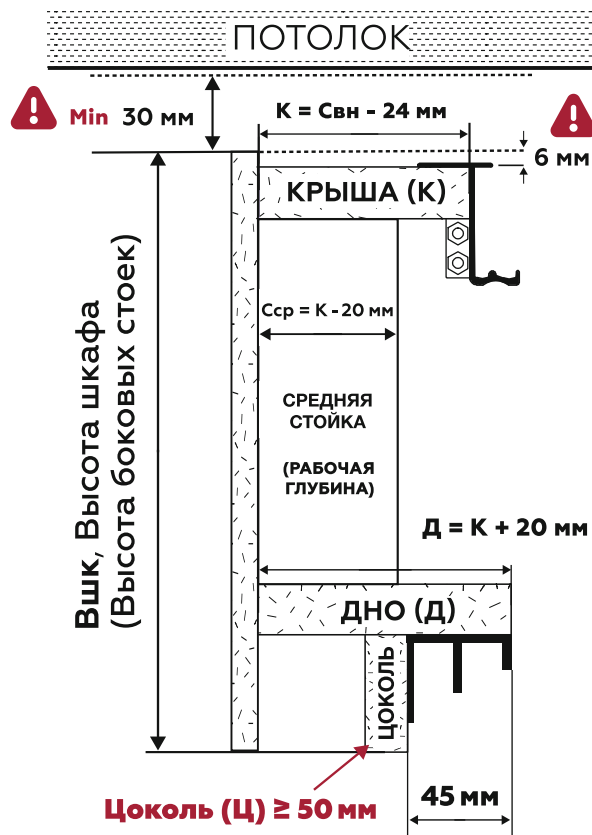 ПОТОЛОК
Min 30 мм
К = Свн - 24 мм
6 мм
КРЫША (К)
Сср = К - 20 мм
СРЕДНЯЯ
СТОЙКА
(РАБОЧАЯ
ГЛУБИНА)
Вшк, Высота шкафа
(Высота боковых стоек)
Д = К + 20 мм
ДНО (Д)
ЦОКОЛЬ
Цоколь (Ц) ≥ 50 мм
45 мм